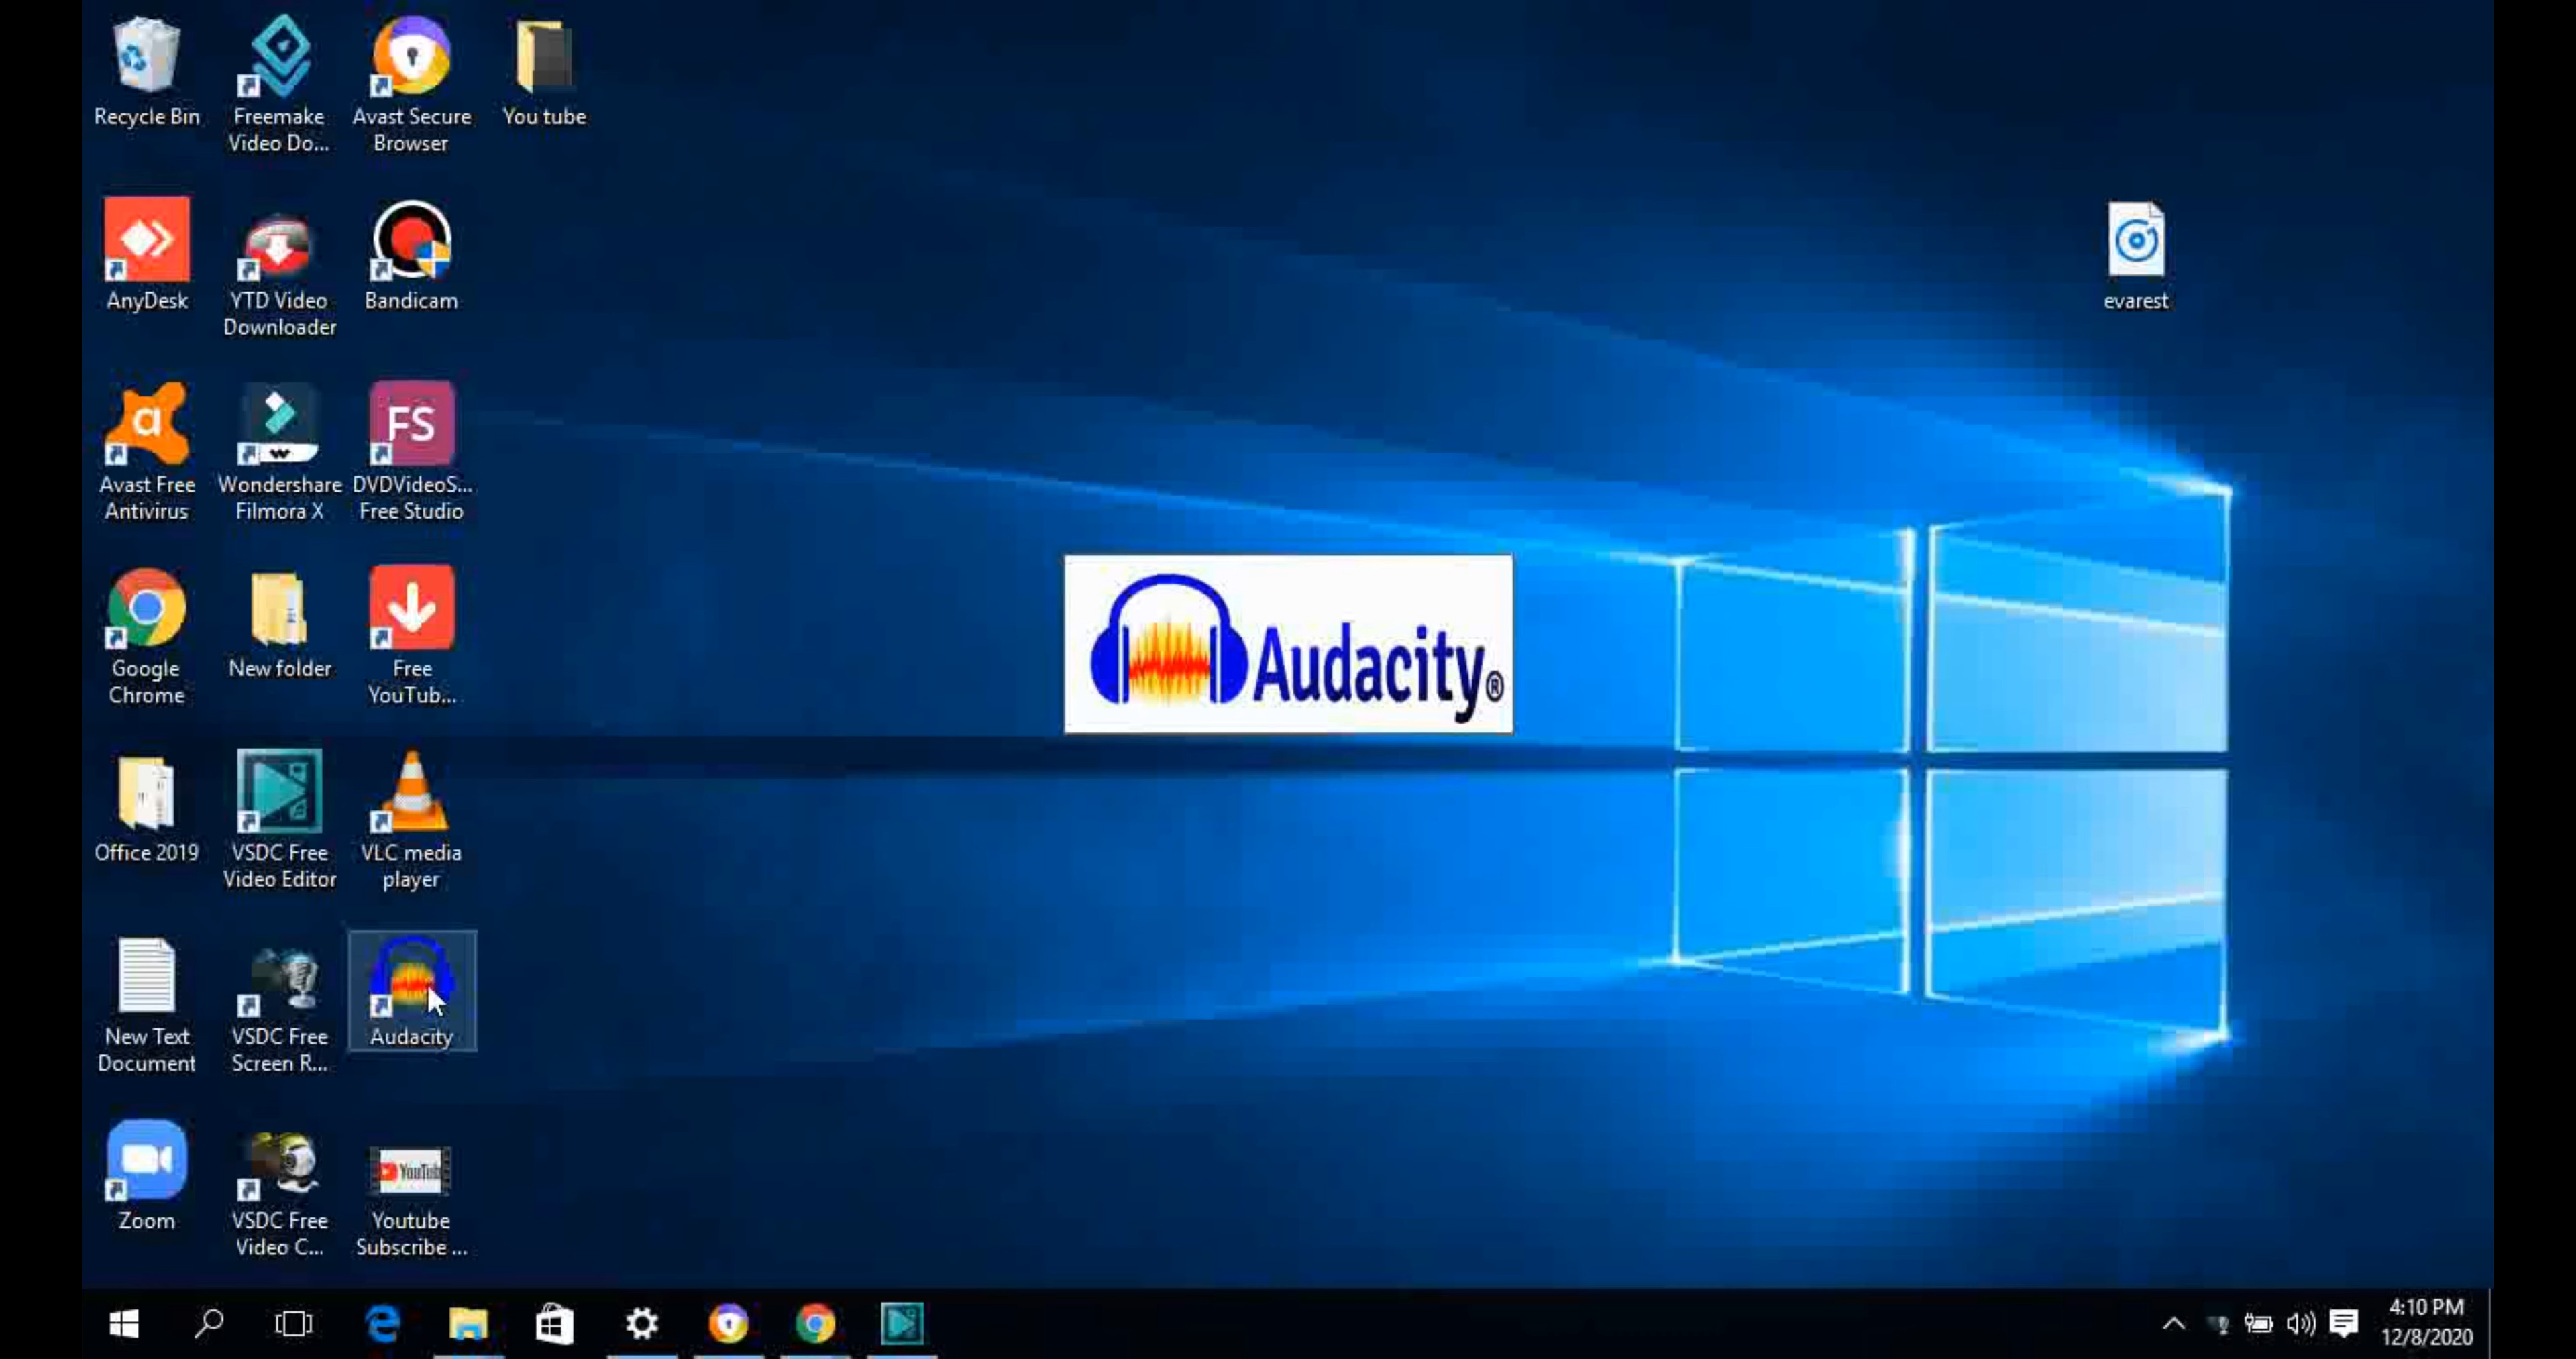 Recycle Bin
Freemake
Video Do...
Avast Secure
Browser
You tube
AnyDesk
YTD Video
Downloader
Bandicam
evarest
a
Avast Free
Antivirus
Wondershare
Filmora X
FS
DVDVideoS...
Free Studio
Google
Chrome
New folder
Free
YouTub...
Audacity®
Office 2019
VSDC Free
Video Editor
VLC media
player
New Text
Document
VSDC Free
Screen R...
Audacity
Zoom
VSDC Free
Video C...
YouTub
Youtube
Subscribe ...
4:10 PM
12/8/2020